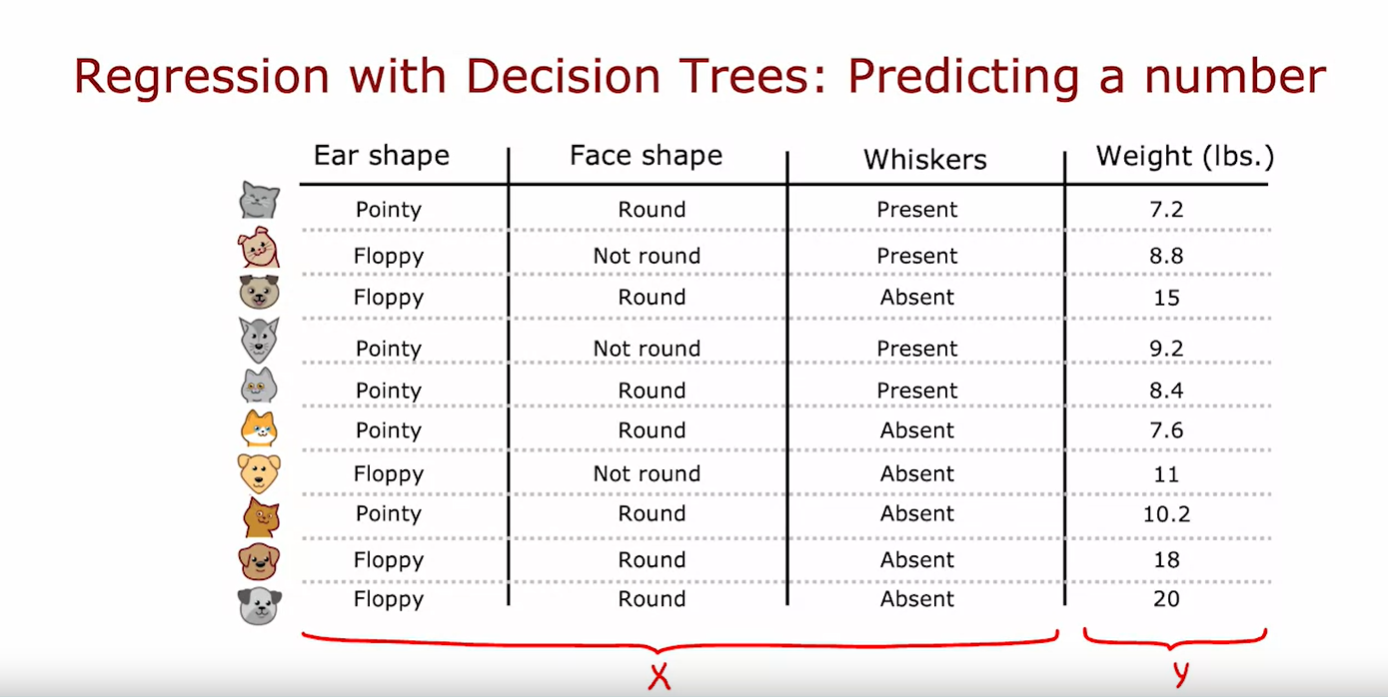 Regression with Decision Trees: Predicting a number
Ear shape Face shape Whiskers Weight (lbs.)
Pointy Round Present 7.2
Floppy Not round Present 8.8
Floppy Round Absent 15
Pointy Not round Present 9.2
Pointy Round Present 8.4
Pointy Round Absent 7.6
Floppy Not round Absent 11
Pointy Round Absent 10.2
Floppy Round Absent 18
Floppy Round Absent 20
X y